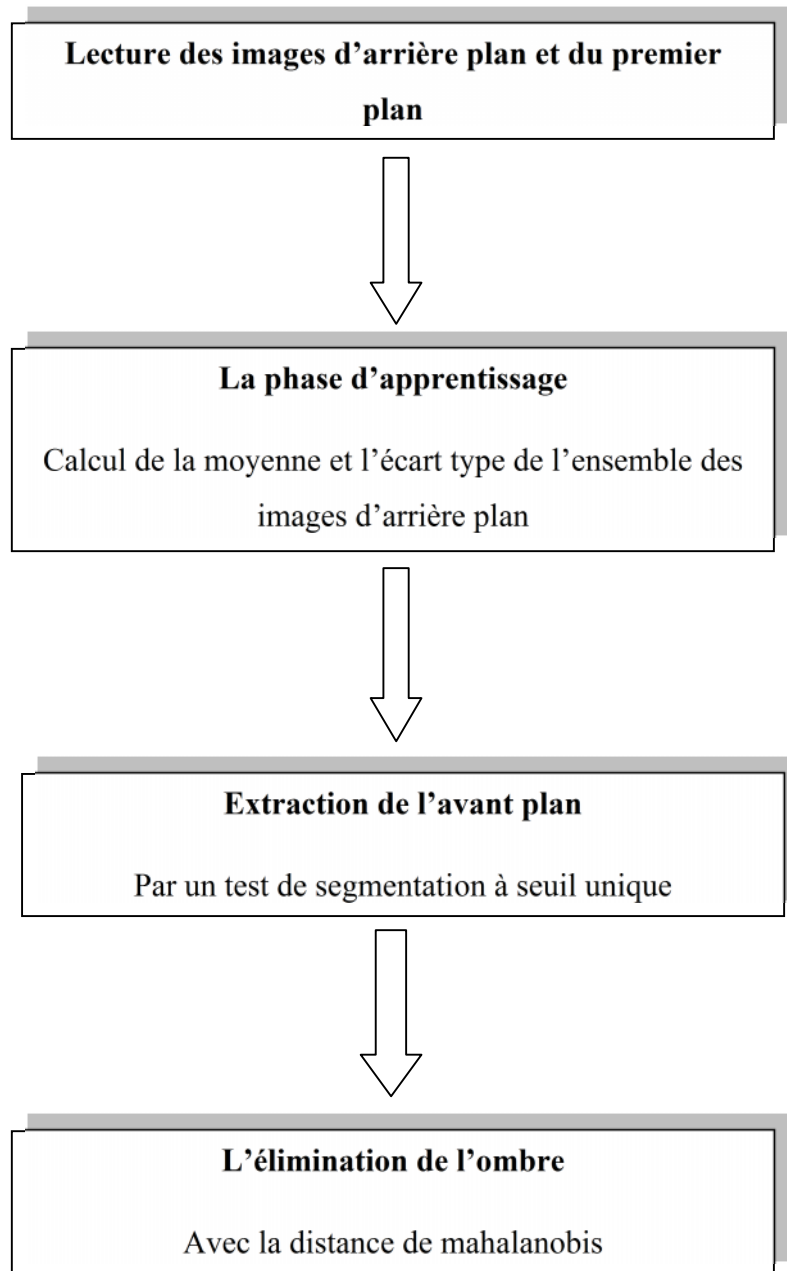 Lecture des images d’arrière plan et du premier
plan
La phase d’apprentissage
Calcul de la moyenne et l’écart type de l’ensemble des
images d’arrière plan
Extraction de l’avant plan
Par un test de segmentation à seuil unique
L’élimination de l’ombre
Avec la distance de mahalanobis